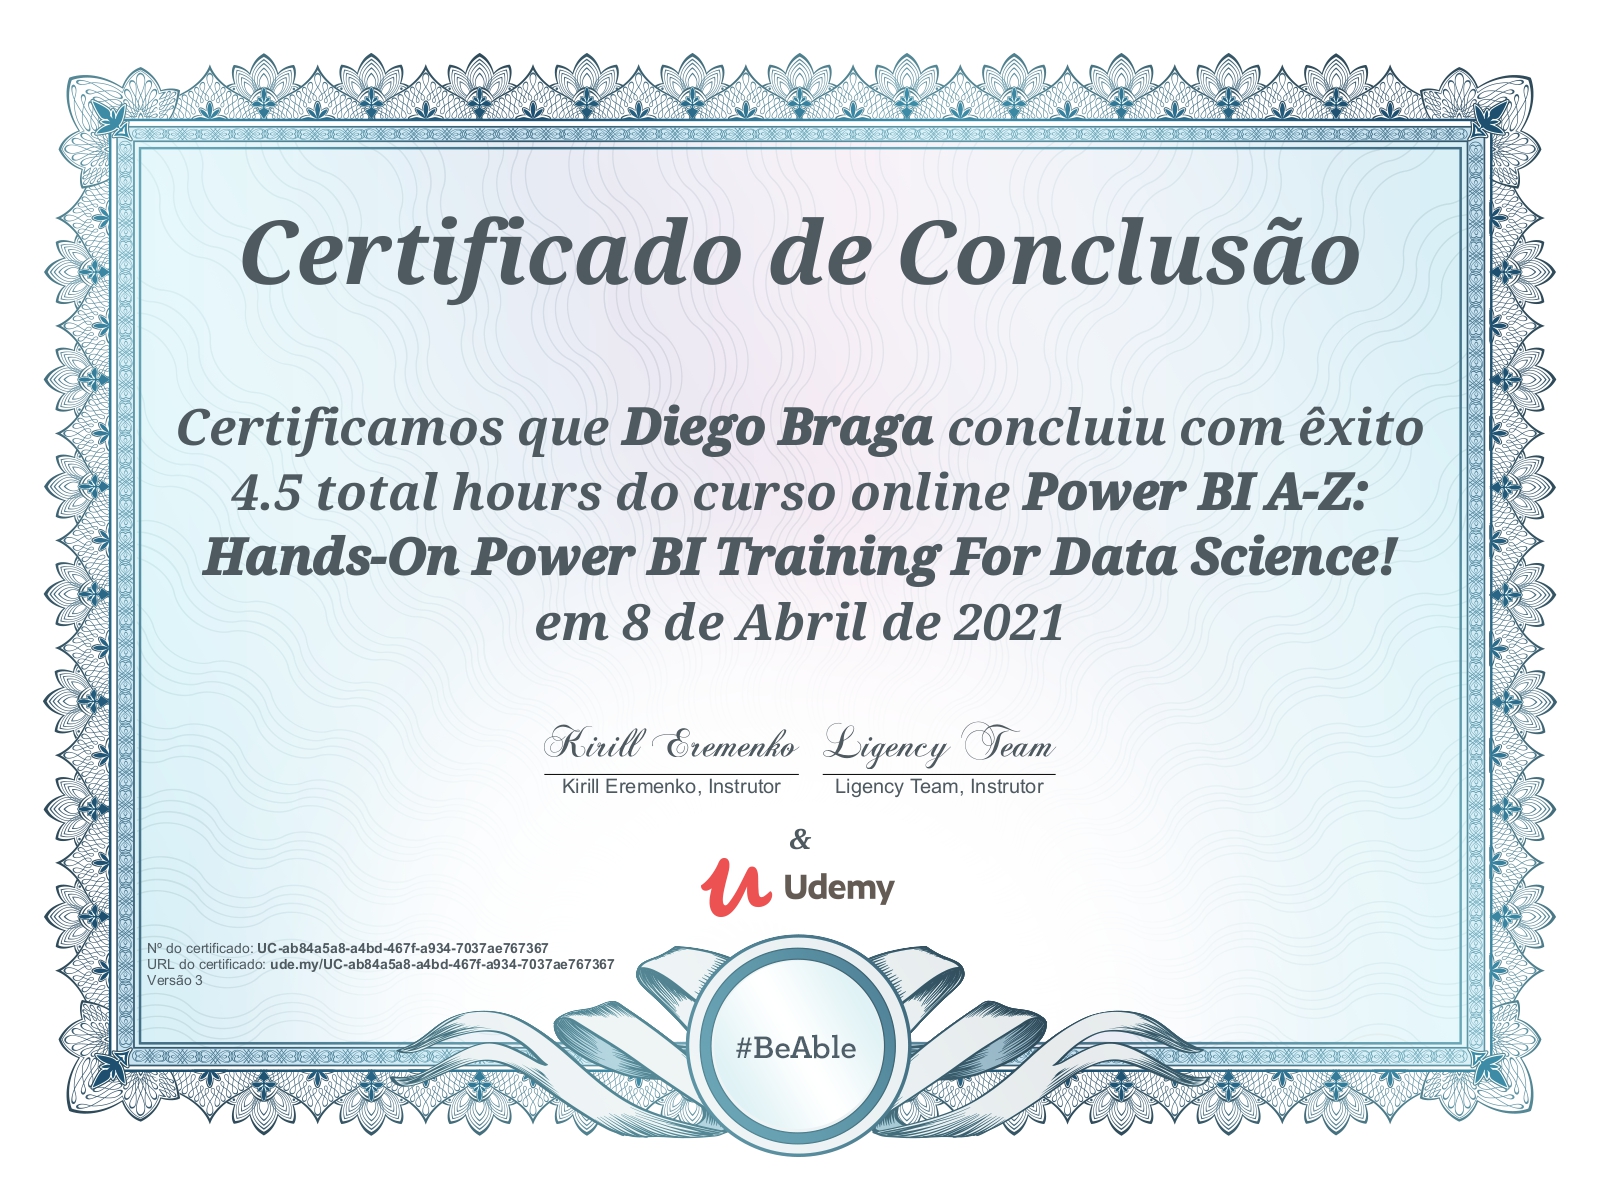 Certificado de Conclusão
Certificamos que Diego Braga concluiu com êxito
4.5 total hours do curso online Power BI A-Z:
Hands-On Power BI Training For Data Science!
em 8 de Abril de 2021
Kirill Eremenko Ligency Team
Kirill Eremenko, Instrutor Ligency Team, Instrutor
&
Udemy
Nº do certificado: UC-ab84a5a8-a4bd-467f-a934-7037ae767367
URL do certificado: ude.my/UC-ab84a5a8-a4bd-467f-a934-7037ae767367
Versão 3
#BeAble